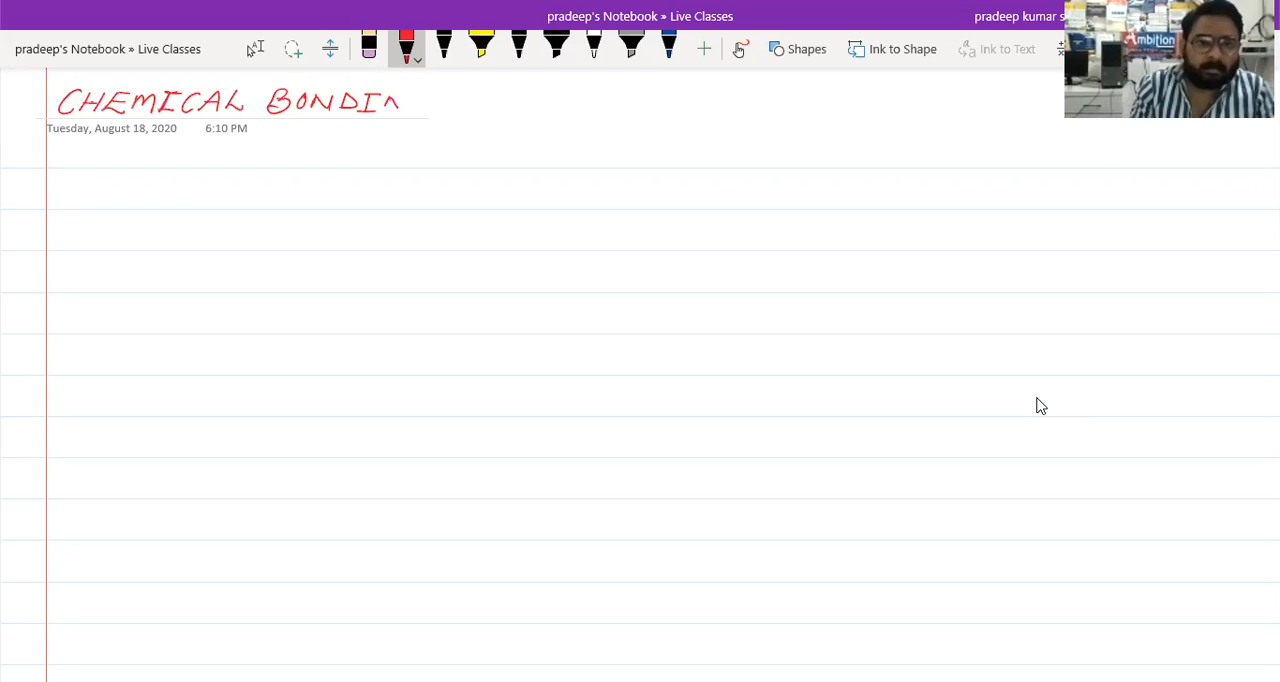 pradeep's Notebook » Live Classes
pradeep kumar s
pradeep's Notebook » Live Classes
Shapes
Ink to Shape
Ink to Text
Ambition
CHEMICAL BONDIN
Tuesday, August 18, 2020 6:10 PM